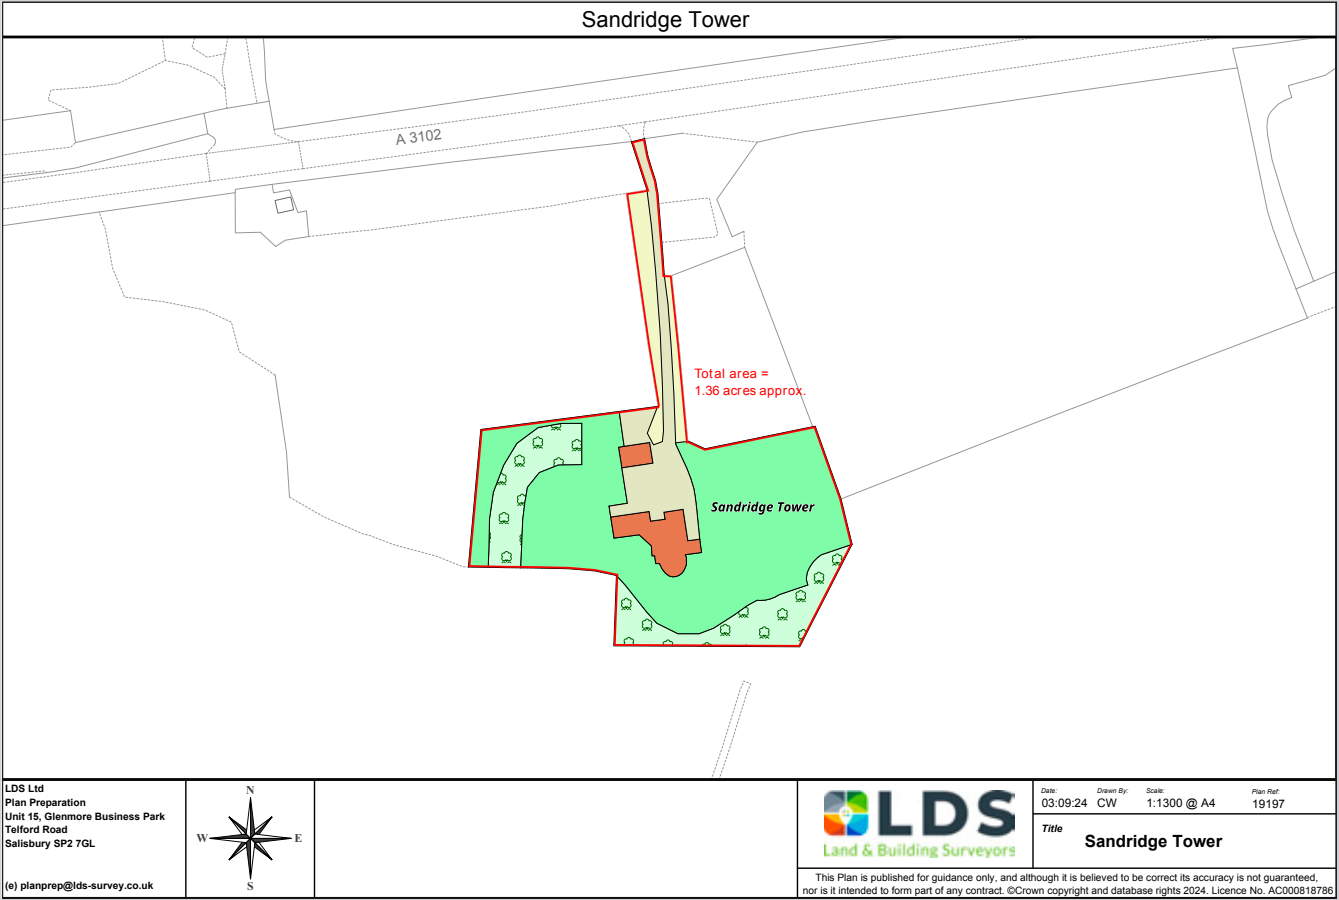 Sandridge Tower
A 3102
Total area =
1.36 acres approx.
Sandridge Tower
LDS Ltd
Plan Preparation
Unit 15, Glenmore Business Park
Telford Road
Salisbury SP2 7GL
(e) planprep@lds-survey.co.uk
N
W E
S
LDS
Land & Building Surveyors
Date: Drawn By: Scale: Plan Ref:
03:09:24 CW 1:1300 @ A4 19197
Title
Sandridge Tower
This Plan is published for guidance only, and although it is believed to be correct its accuracy is not guaranteed,
nor is it intended to form part of any contract. ©Crown copyright and database rights 2024. Licence No. AC000818786